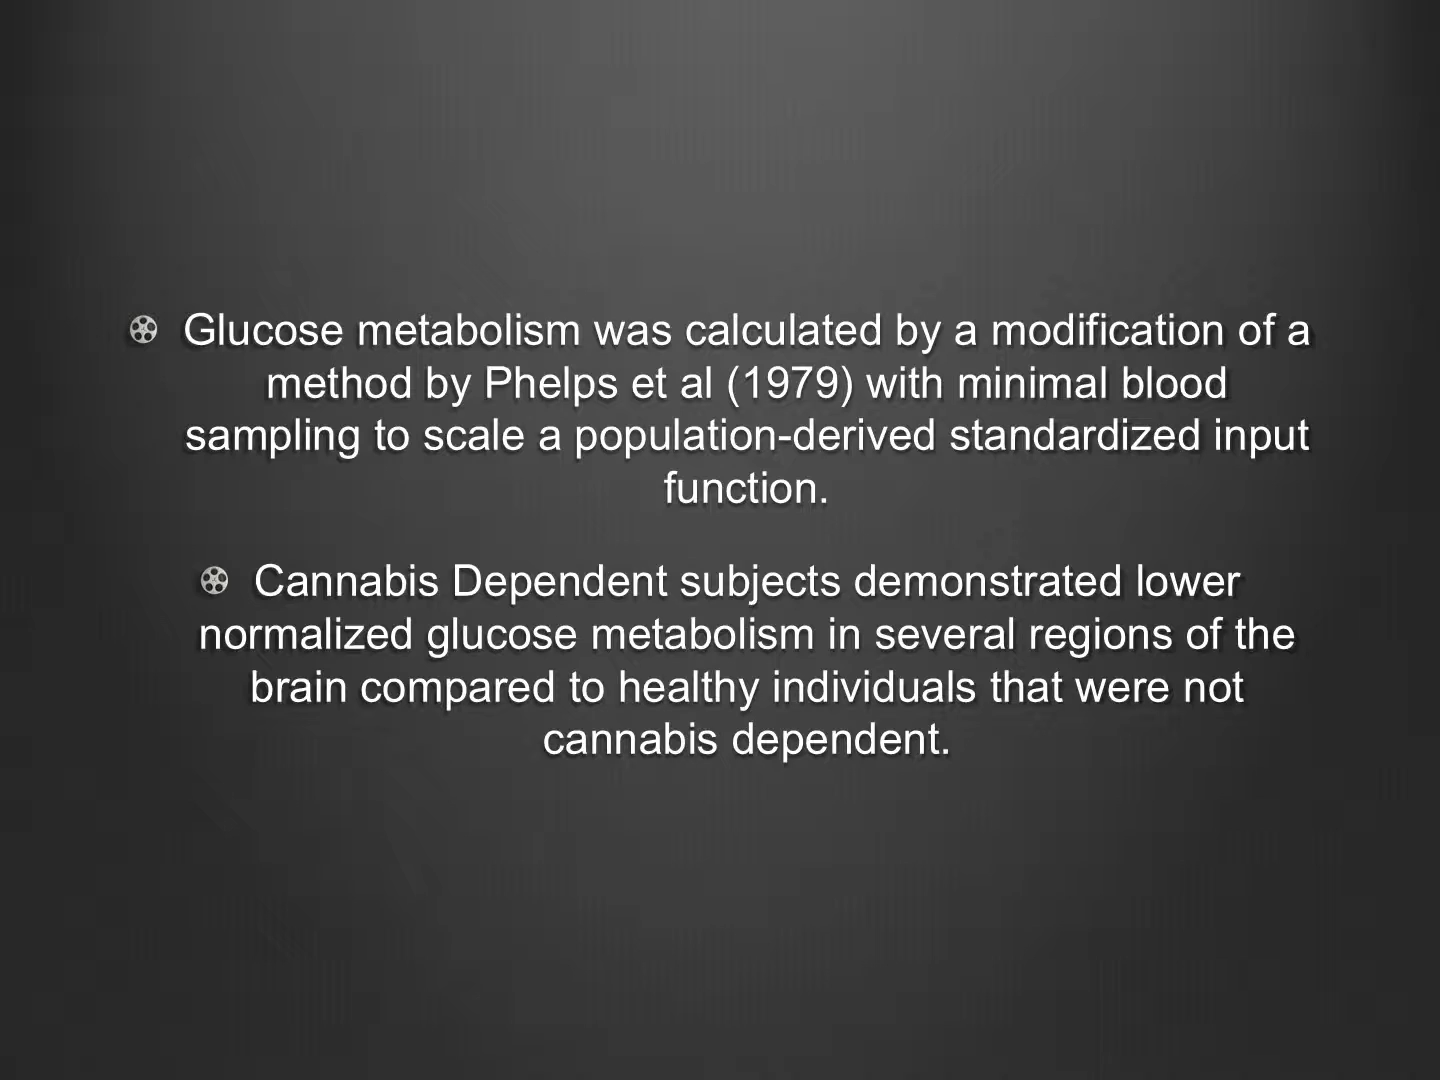 Glucose metabolism was calculated by a modification of a
method by Phelps et al (1979) with minimal blood
sampling to scale a population-derived standardized input
function.
Cannabis Dependent subjects demonstrated lower
normalized glucose metabolism in several regions of the
brain compared to healthy individuals that were not
cannabis dependent.